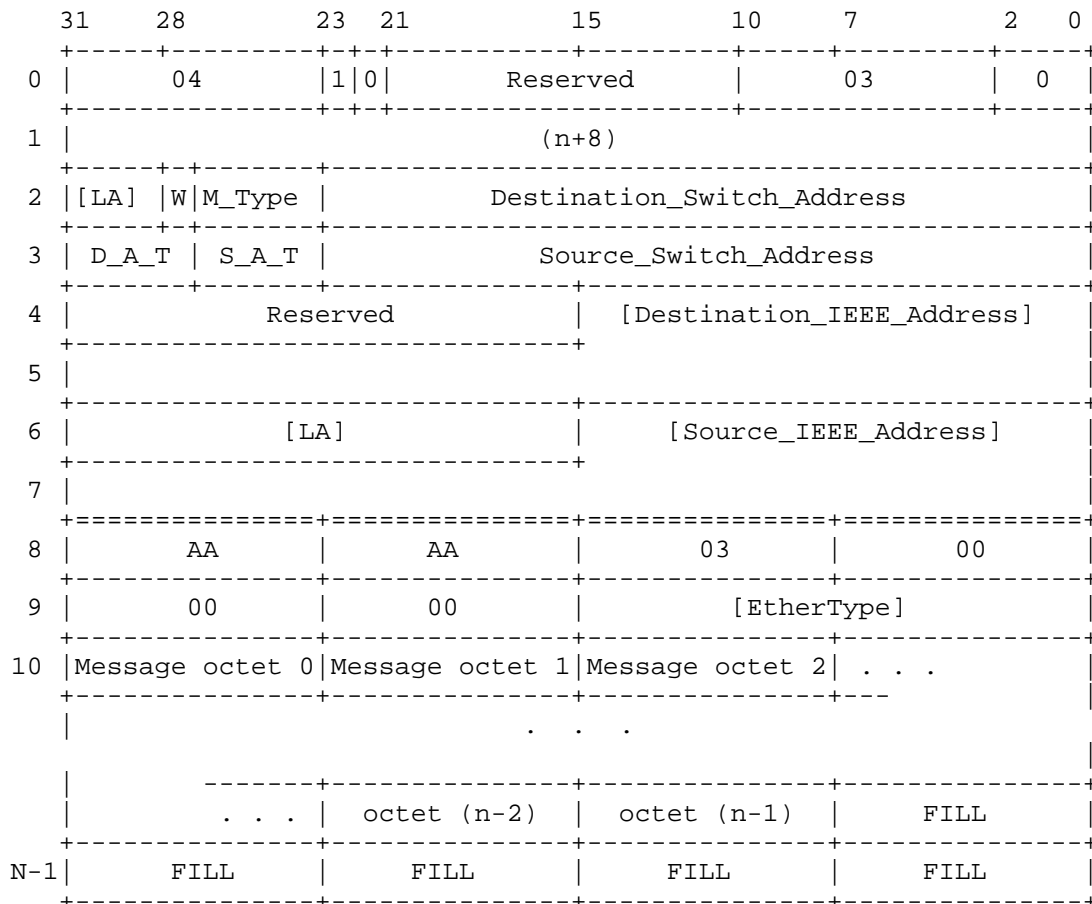 31 28 23 21 15 10 7 2 0
0 | 04 |1|0| Reserved | 03 | 0 |
1 | (n+8) |
2 |[LA] |W|M_Type | Destination_Switch_Address |
3 | D_A_T | S_A_T | Source_Switch_Address |
4 | Reserved | [Destination_IEEE_Address] |
5 | |
6 | [LA] | [Source_IEEE_Address] |
7 | |
8 | AA | AA | 03 | 00 |
9 | 00 | 00 | [EtherType] |
10 |Message octet 0|Message octet 1|Message octet 2| . . . |
| . . . |
| . . . | octet (n-2) | octet (n-1) | FILL |
N-1| FILL | FILL | FILL | FILL |